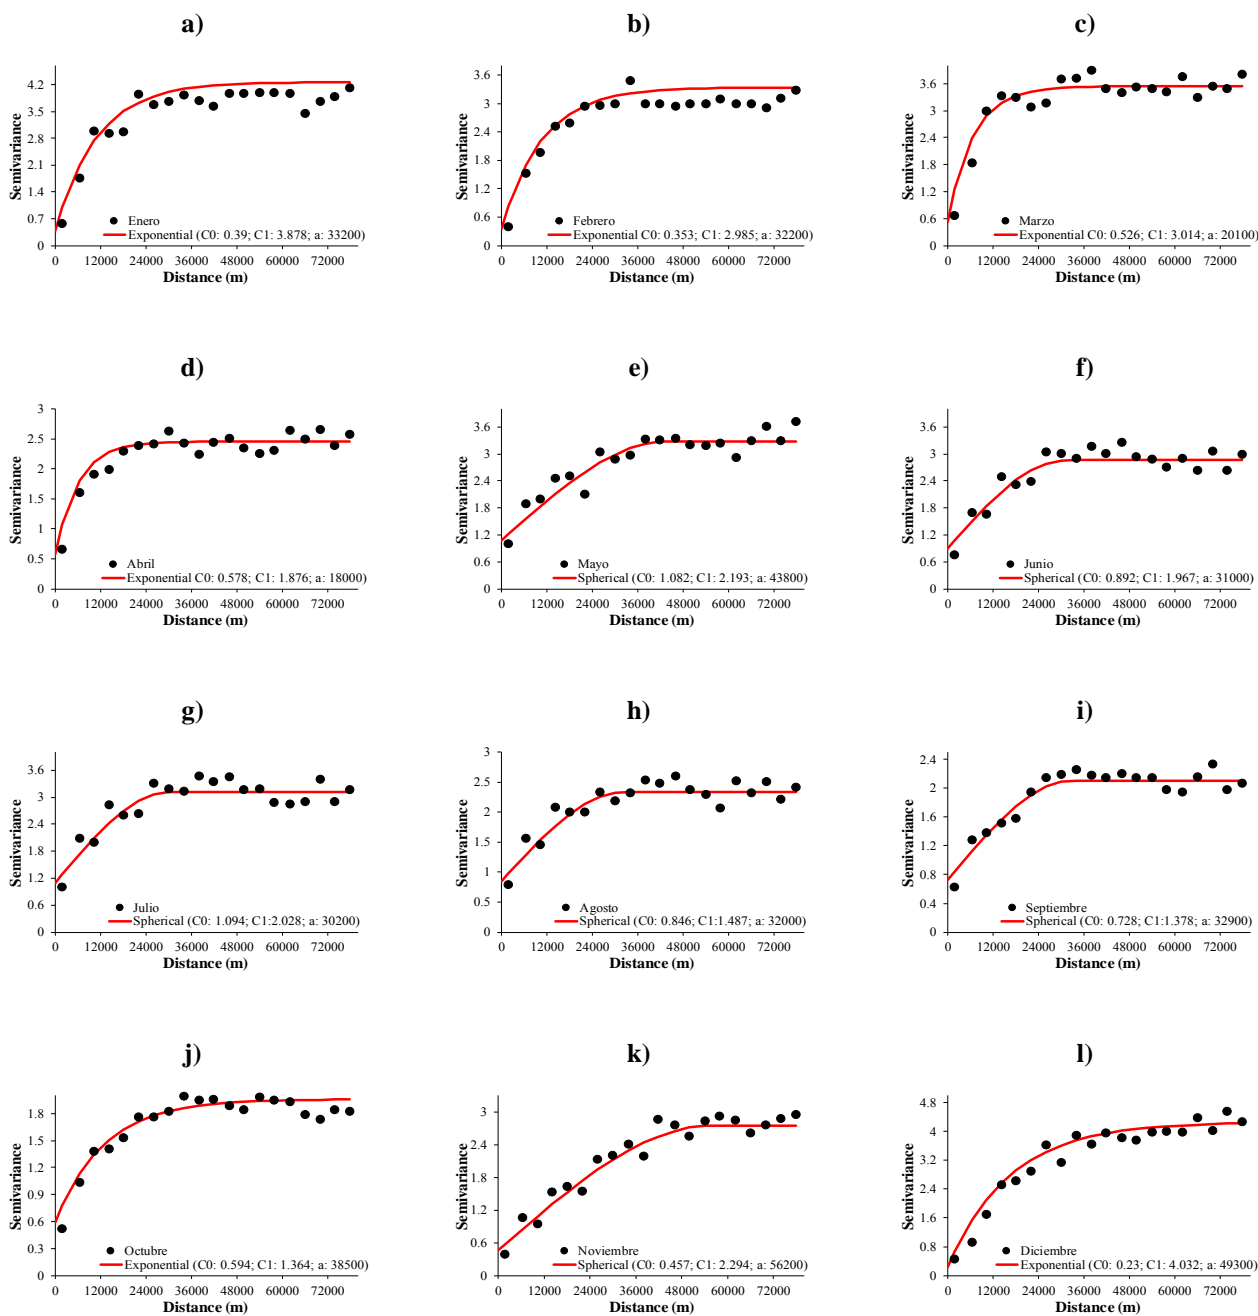 a)
Semivariance
4.2
3.5
2.8
2.1
1.4
0.7
0
Enero
Exponential (C0: 0.39; C1: 3.878; a: 33200)
0 12000 24000 36000 48000 60000 72000
Distance (m)
b)
Semivariance
3.6
3
2.4
1.8
1.2
0.6
0
Febrero
Exponential C0: 0.353; C1: 2.985; a: 32200)
0 12000 24000 36000 48000 60000 72000
Distance (m)
c)
Semivariance
3.6
3
2.4
1.8
1.2
0.6
0
Marzo
Exponential C0: 0.526; C1: 3.014; a: 20100)
0 12000 24000 36000 48000 60000 72000
Distance (m)
d)
Semivariance
3
2.5
2
1.5
1
0.5
0
Abril
Exponential C0: 0.578; C1: 1.876; a: 18000)
0 12000 24000 36000 48000 60000 72000
Distance (m)
e)
Semivariance
3.6
3
2.4
1.8
1.2
0.6
0
Mayo
Spherical (C0: 1.082; C1: 2.193; a: 43800)
0 12000 24000 36000 48000 60000 72000
Distance (m)
f)
Semivariance
3.6
3
2.4
1.8
1.2
0.6
0
Junio
Spherical (C0: 0.892; C1: 1.967; a: 31000)
0 12000 24000 36000 48000 60000 72000
Distance (m)
g)
Semivariance
3.6
3
2.4
1.8
1.2
0.6
0
Julio
Spherical (C0: 1.094; C1:2.028; a: 30200)
0 12000 24000 36000 48000 60000 72000
Distance (m)
h)
Semivariance
3
2.5
2
1.5
1
0.5
0
Agosto
Spherical (C0: 0.846; C1:1.487; a: 32000)
0 12000 24000 36000 48000 60000 72000
Distance (m)
i)
Semivariance
2.4
2
1.6
1.2
0.8
0.4
0
Septiembre
Spherical (C0: 0.728; C1:1.378; a: 32900)
0 12000 24000 36000 48000 60000 72000
Distance (m)
j)
Semivariance
1.8
1.5
1.2
0.9
0.6
0.3
0
Octubre
Exponential (C0: 0.594; C1: 1.364; a: 38500)
0 12000 24000 36000 48000 60000 72000
Distance (m)
k)
Semivariance
3
2.4
1.8
1.2
0.6
0
Noviembre
Spherical (C0: 0.457; C1: 2.294; a: 56200)
0 12000 24000 36000 48000 60000 72000
Distance (m)
l)
Semivariance
4.8
4
3.2
2.4
1.6
0.8
0
Diciembre
Exponential (C0: 0.23; C1: 4.032; a: 49300)
0 12000 24000 36000 48000 60000 72000
Distance (m)